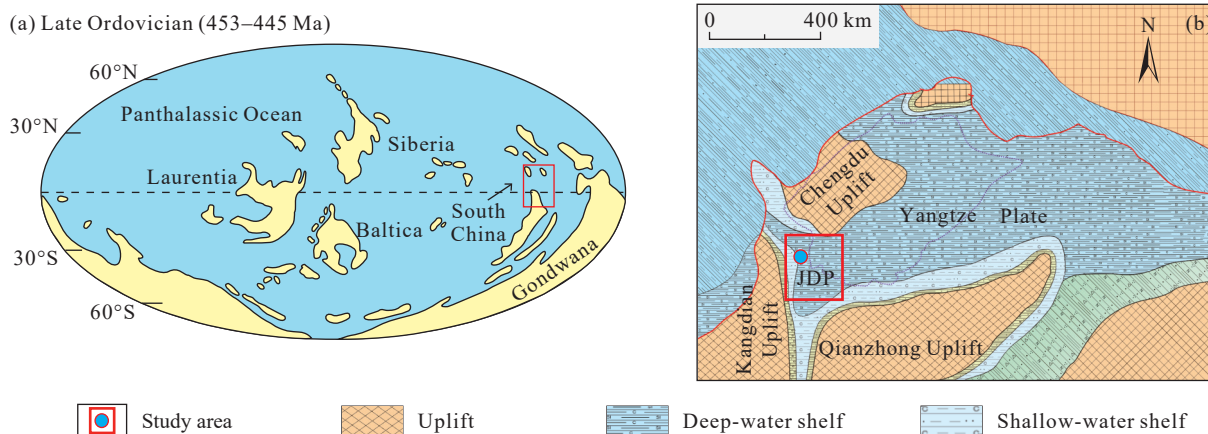 (a) Late Ordovician (453–445 Ma)
60°N
Panthalassic Ocean
30°N
Siberia
Laurentia
South
China
Baltica
30°S
Gondwana
60°S
0 400 km
N
(b)
Chengdu
Uplift
Yangtze Plate
JDP
Kangdian
Uplift
Qianzhong Uplift
Study area
Uplift
Deep-water shelf
Shallow-water shelf